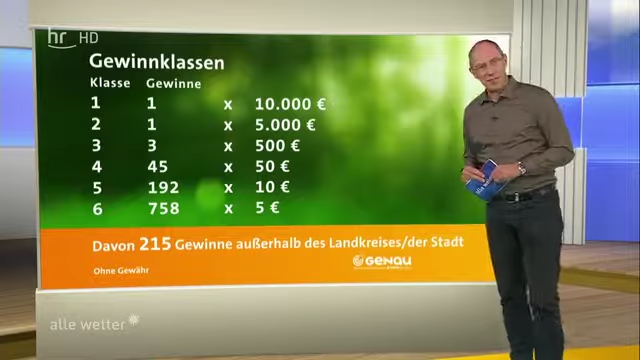 hr HD
Gewinnklassen
Klasse Gewinne
1 1 x 10.000 €
2 1 x 5.000 €
3 3 x 500 €
4 45 x 50 €
5 192 x 10 €
6 758 x 5 €
Davon 215 Gewinne außerhalb des Landkreises/der Stadt
Ohne Gewähr
GENAU
alle wetter
alle wetter